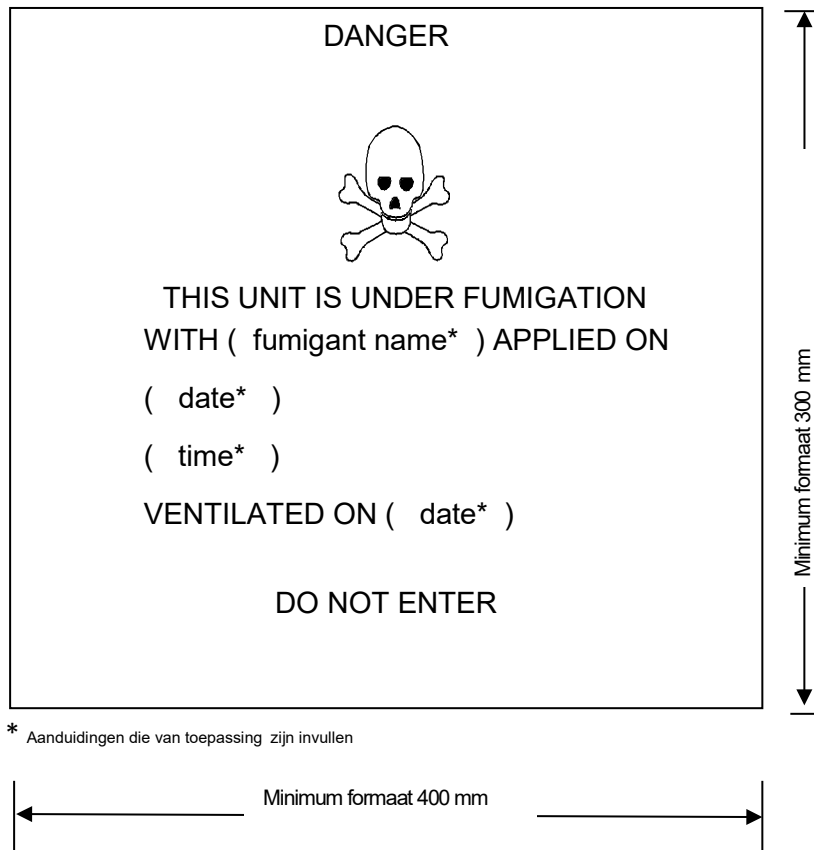 DANGER
THIS UNIT IS UNDER FUMIGATION
WITH ( fumigant name* ) APPLIED ON
( date* )
( time* )
VENTILATED ON ( date* )
DO NOT ENTER
Minimum formaat 300 mm
* Aanduidingen die van toepassing zijn invullen
Minimum formaat 400 mm